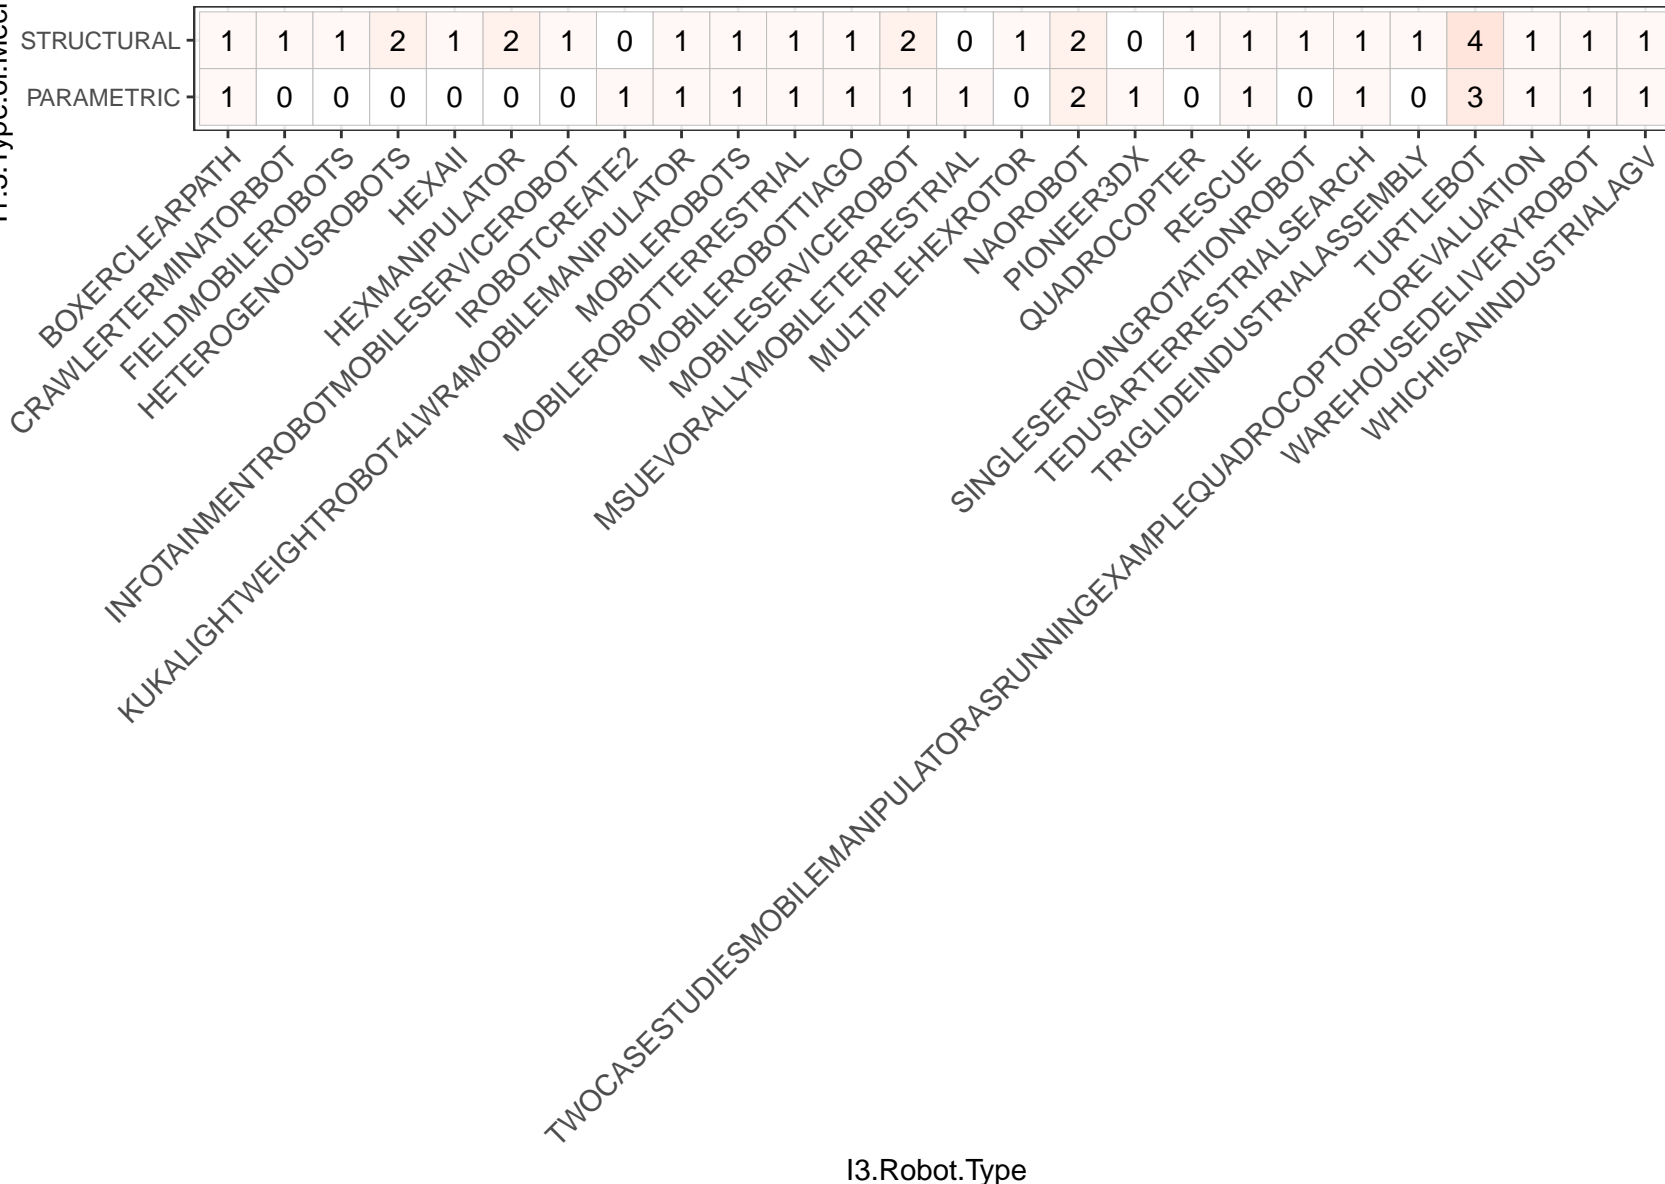 STRUCTURAL 1 1 1 2 1 2 1 0 1 1 1 1 2 0 1 2 0 1 1 1 1 1 4 1 1 1
PARAMETRIC 1 0 0 0 0 0 0 1 1 1 1 1 1 1 0 2 1 0 1 0 1 0 3 1 1 1
BOXERCLEARPATH
CRAWLERTERMINATORBOT
FIELDMOBILEROBOTS
HETEROGENOUSROBOTS
HEXAII
HEXMANIPULATOR
INFOTAINMENTROBOTMOBILESERVICEROBOT
IROBOTCREATE2
KUKALIGHTWEIGHTROBOT4LWR4MOBILEMANIPULATOR
MOBILEROBOTS
MOBILEROBOTTERRESTRIAL
MOBILEROBOTTIAGO
MOBILESERVICEROBOT
MSUEVORALLYMOBILETERRESTRIAL
MULTIPLEHEXROTOR
NAOROBOT
PIONEER3DX
QUADROCOPTER
RESCUE
SINGLESERVOINGROTATIONROBOT
TEDUSARTERRESTRIALSEARCH
TRIGLIDEINDUSTRIALASSEMBLY
TURTLEBOT
TWOCASESTUDIESMOBILEMANIPULATORASRUNNINGEXAMPLEQUADROCOPTORFOREVALUATION
WAREHOUSEDELIVERYROBOT
WHICHISANINDUSTRIALAGV
I3.Robot.Type